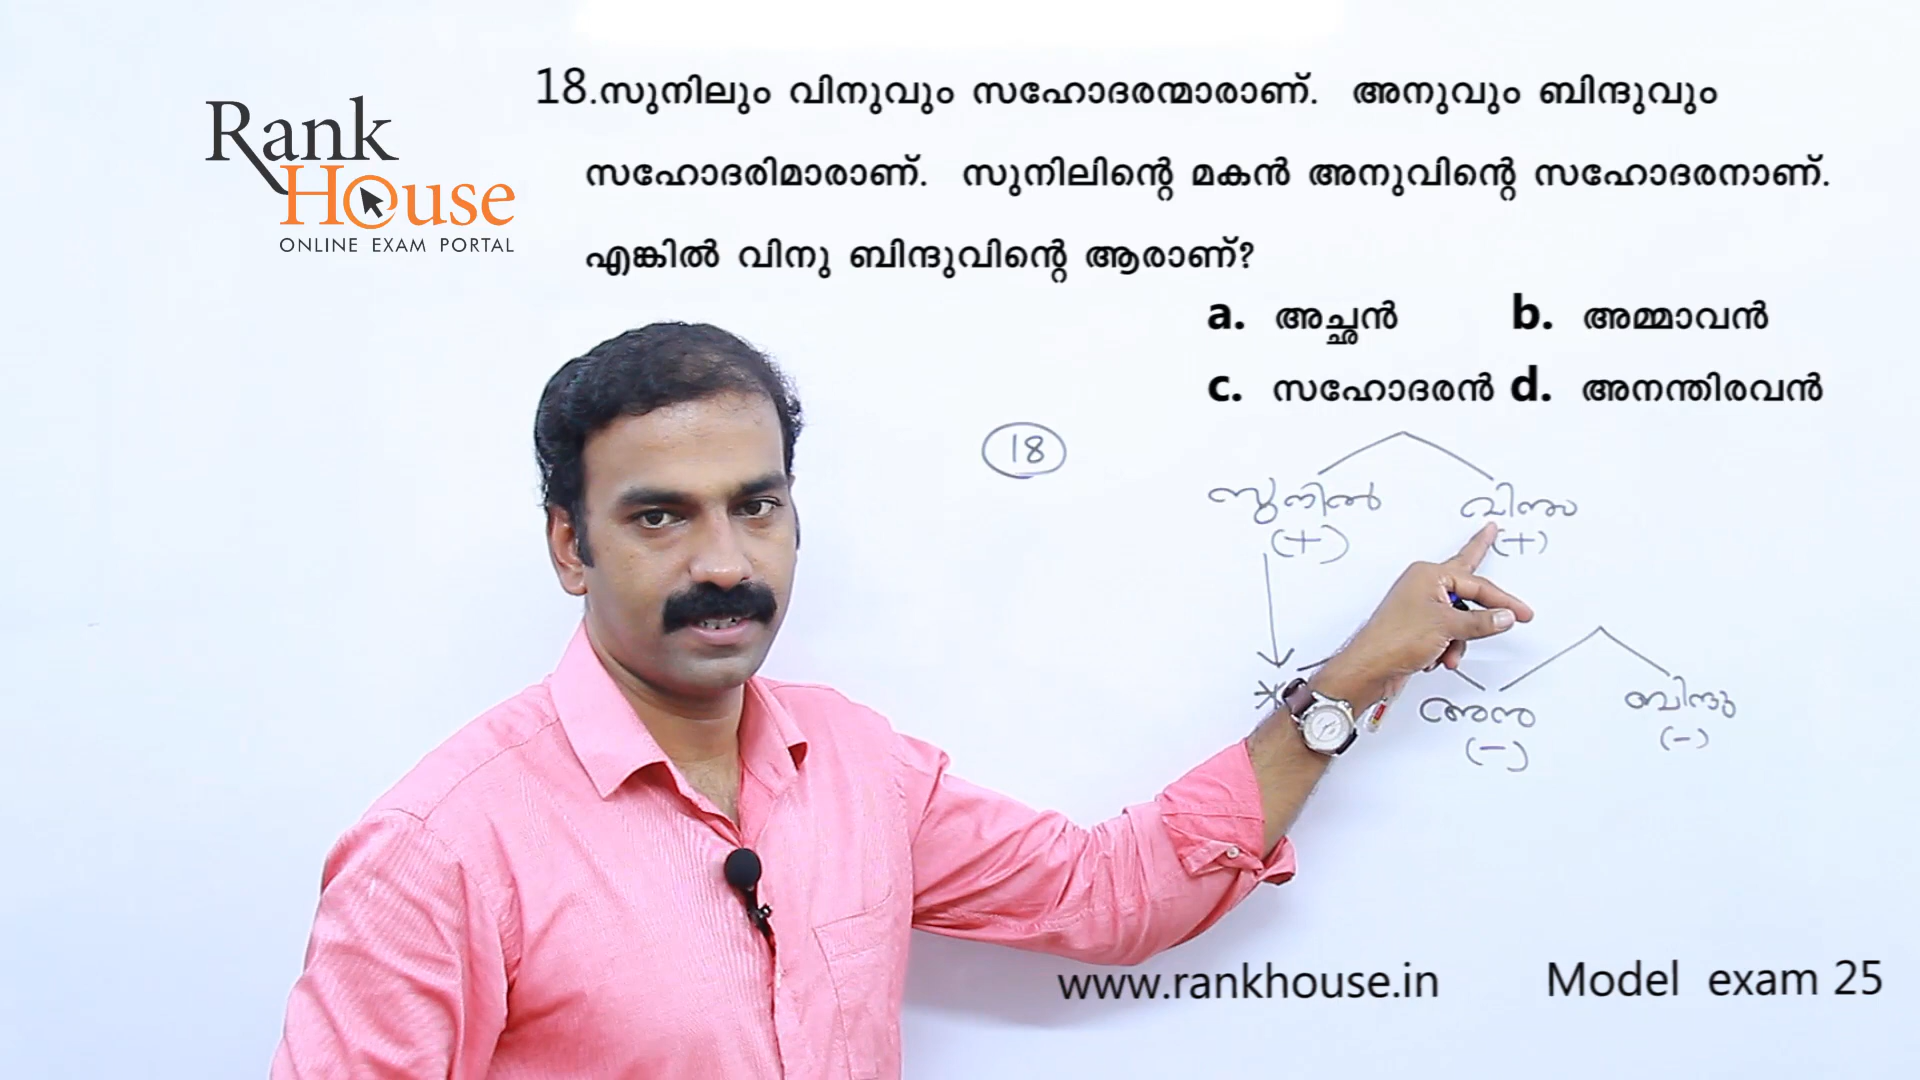 Rank
House
ONLINE EXAM PORTAL
18.സുനിലും വിനുവും സഹോദരന്മാരാണ്. അനുവും ബിന്ദുവും
സഹോദരിമാരാണ്. സുനിലിന്റെ മകൻ അനുവിന്റെ സഹോദരനാണ്.
എങ്കിൽ വിനു ബിന്ദുവിന്റെ ആരാണ്?
a. അച്ഛൻ b. അമ്മാവൻ
c. സഹോദരൻ d. അനന്തിരവൻ
18
സുനിൽ വിനു
(+) (+)
*
അനു ബിന്ദു
(-) (-)
www.rankhouse.in Model exam 25